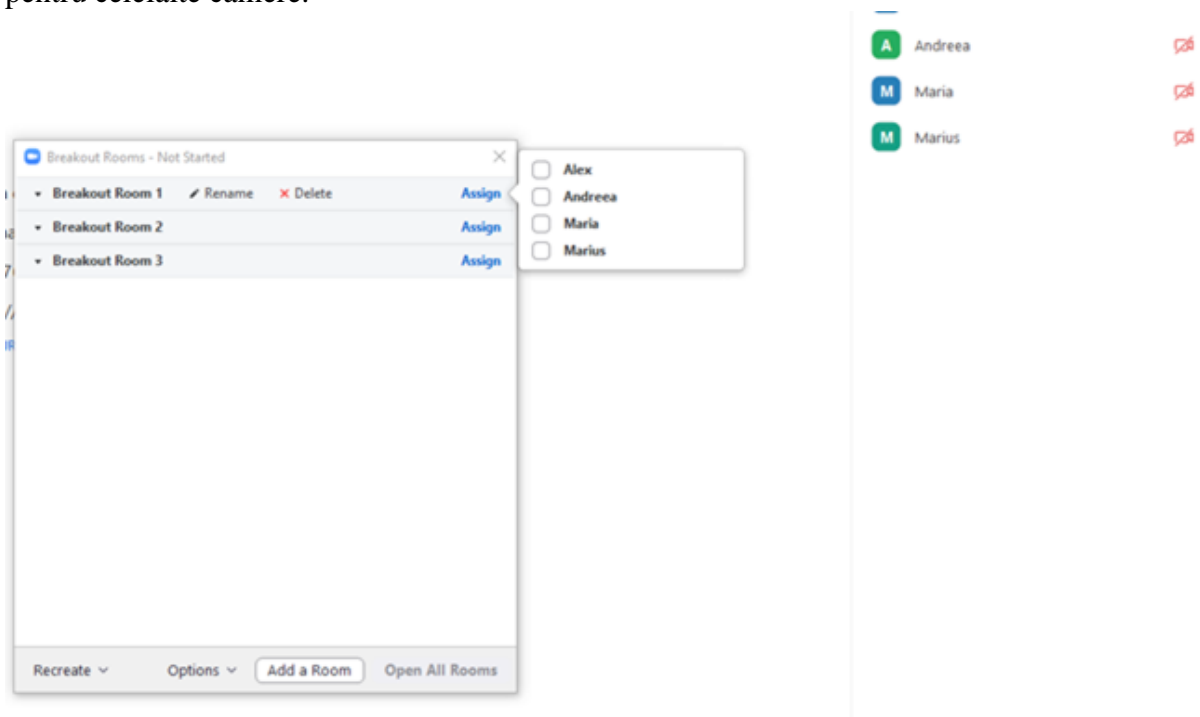 pentru celelalte camere.
A Andreea
M Maria
M Marius
Breakout Rooms - Not Started
Breakout Room 1 Rename Delete Assign
Breakout Room 2 Assign
Breakout Room 3 Assign
Alex
Andreea
Maria
Marius
Recreate Options Add a Room Open All Rooms